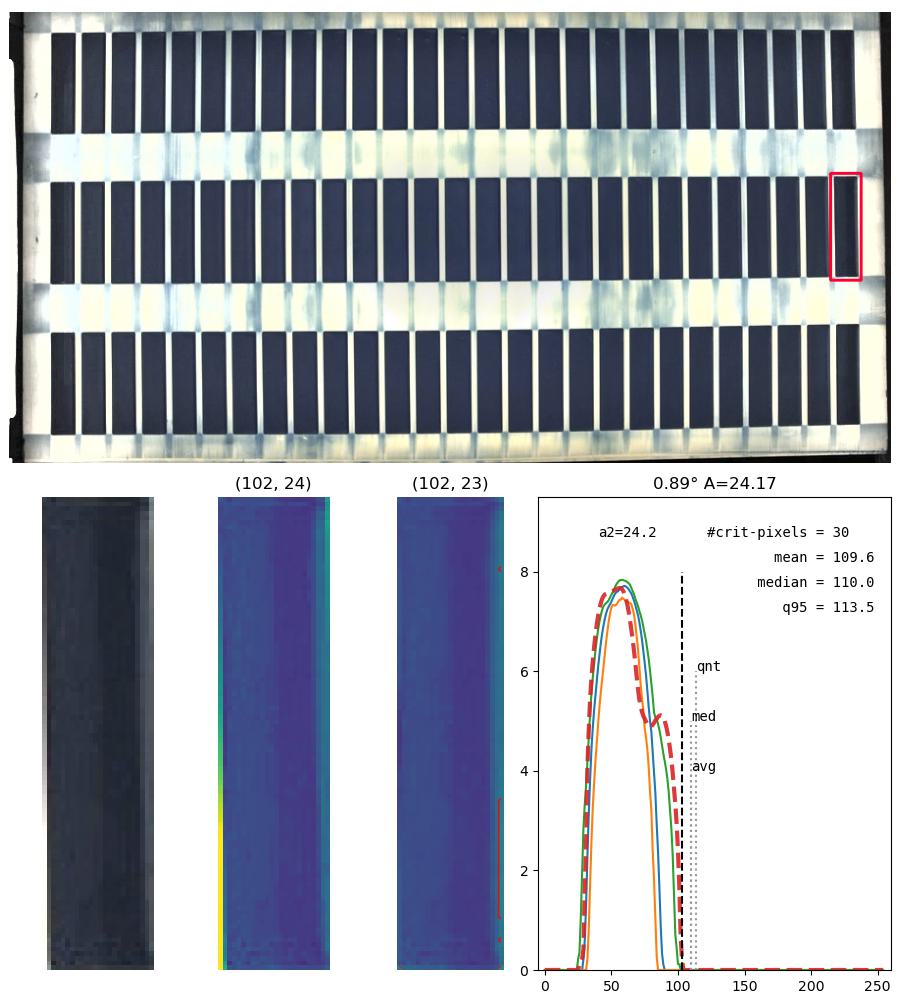 (102, 24)
(102, 23)
0.89° A=24.17
a2=24.2
#crit-pixels = 30
mean = 109.6
median = 110.0
q95 = 113.5
qnt
med
avg
8
6
4
2
0
0 50 100 150 200 250